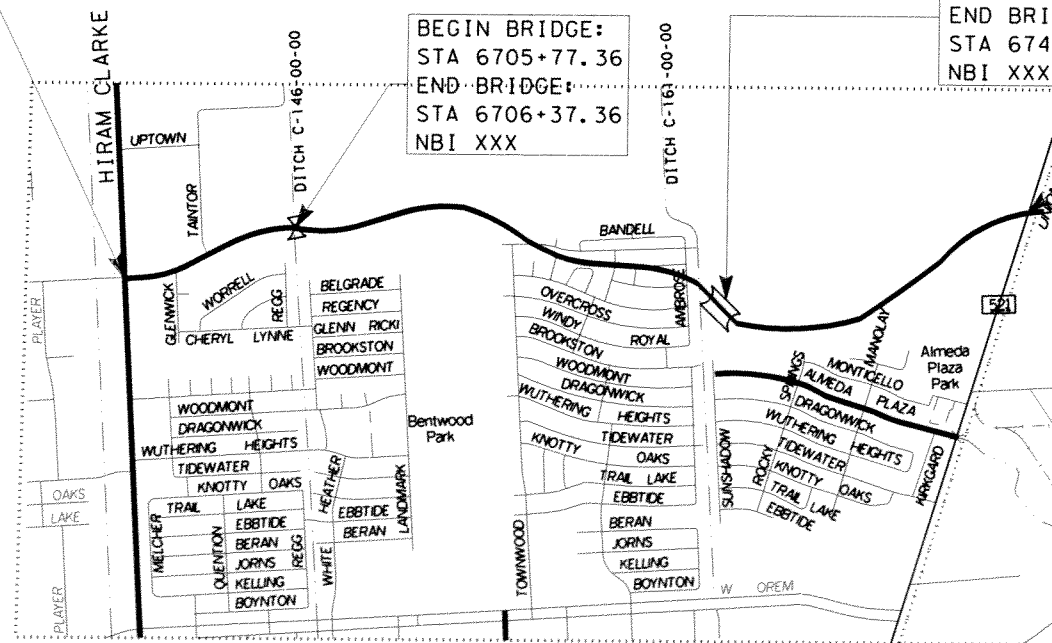 BEGIN BRIDGE:
STA 6705+77.36
END BRIDGE:
STA 6706+37.36
NBI XXX
END BRI
STA 674
NBI XXX
HIRAM CLARKE
DITCH C-146-00-00
DITCH C-161-00-00
UPTOWN
TAINTOR
BANDELL
AMBROSE
GLENWICK
WORRELL
REGG
CHERYL LYNNE
BELGRADE
REGENCY
GLENN RICKI
BROOKSTON
WOODMONT
OVERCROSS
WINDY
ROYAL
BROOKSTON
WOODMONT
DRAGONWICK
WUTHERING HEIGHTS
TIDEWATER
KNOTTY OAKS
TRAIL LAKE
EBBTIDE
BERAN
JORNS
KELLING
BOYNTON
521
MANOLAY
Almeda
Plaza
Park
MONTICELLO
ALMEDA PLAZA
SPRINGS
DRAGONWICK
WUTHERING HEIGHTS
TIDEWATER
KNOTTY OAKS
TRAIL LAKE
EBBTIDE
ROCKY
SUNSHADOW
KIRKGARD
PLAYER
WOODMONT
DRAGONWICK
WUTHERING HEIGHTS
TIDEWATER
KNOTTY OAKS
TRAIL LAKE
EBBTIDE
BERAN
JORNS
KELLING
BOYNTON
MELCHER
QUENTION
REGG
HEATHER
WHITE
EBBTIDE
BERAN
LANDMARK
Bentwood
Park
TOWNWOOD
OAKS
LAKE
PLAYER
W OREM